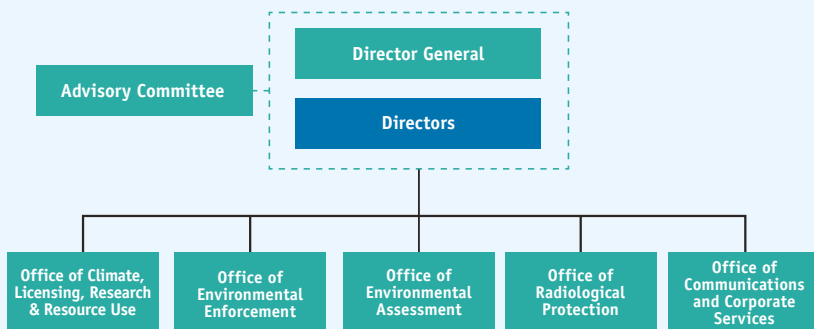 Director General
Advisory Committee
Directors
Office of Climate,
Licensing, Research
& Resource Use
Office of
Environmental
Enforcement
Office of
Environmental
Assessment
Office of
Radiological
Protection
Office of
Communications
and Corporate
Services